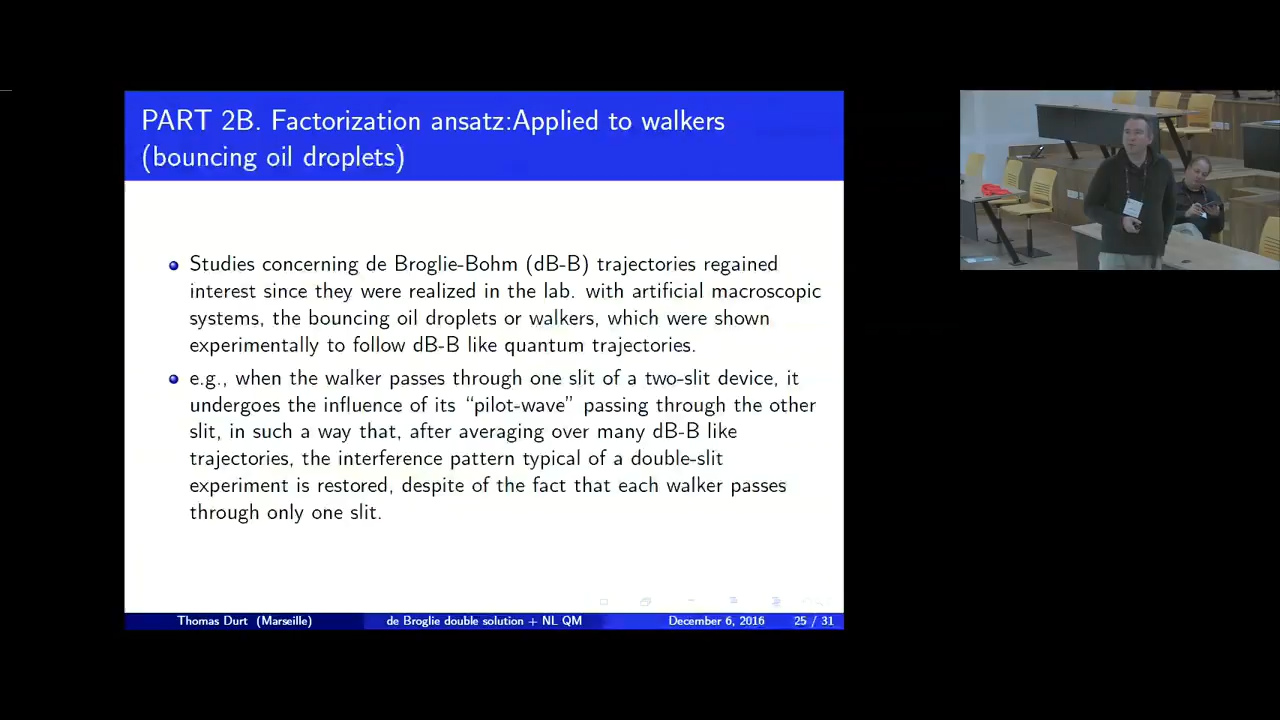 PART 2B. Factorization ansatz:Applied to walkers
(bouncing oil droplets)
Studies concerning de Broglie-Bohm (dB-B) trajectories regained
interest since they were realized in the lab. with artificial macroscopic
systems, the bouncing oil droplets or walkers, which were shown
experimentally to follow dB-B like quantum trajectories.
e.g., when the walker passes through one slit of a two-slit device, it
undergoes the influence of its “pilot-wave” passing through the other
slit, in such a way that, after averaging over many dB-B like
trajectories, the interference pattern typical of a double-slit
experiment is restored, despite of the fact that each walker passes
through only one slit.
Thomas Durt (Marseille) de Broglie double solution + NL QM December 6, 2016 25 / 31